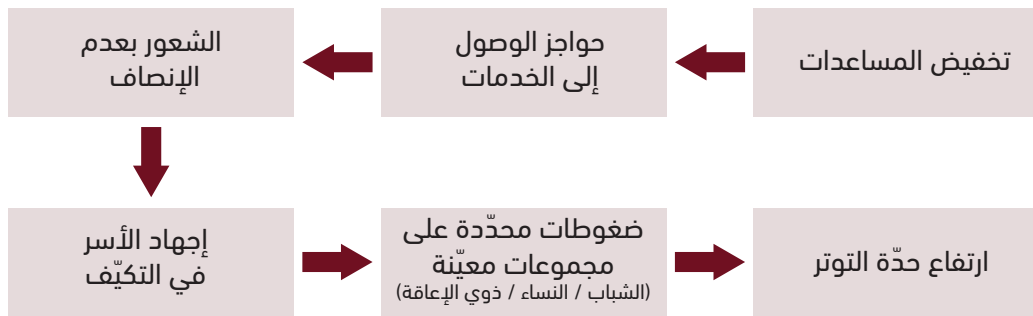 تخفيض المساعدات
حواجز الوصول
إلى الخدمات
الشعور بعدم
الإنصاف
إجهاد الأسر
في التكيّف
ضغوطات محدّدة على
مجموعات معيّنة
(الشباب / النساء / ذوي الإعاقة)
ارتفاع حدّة التوتر